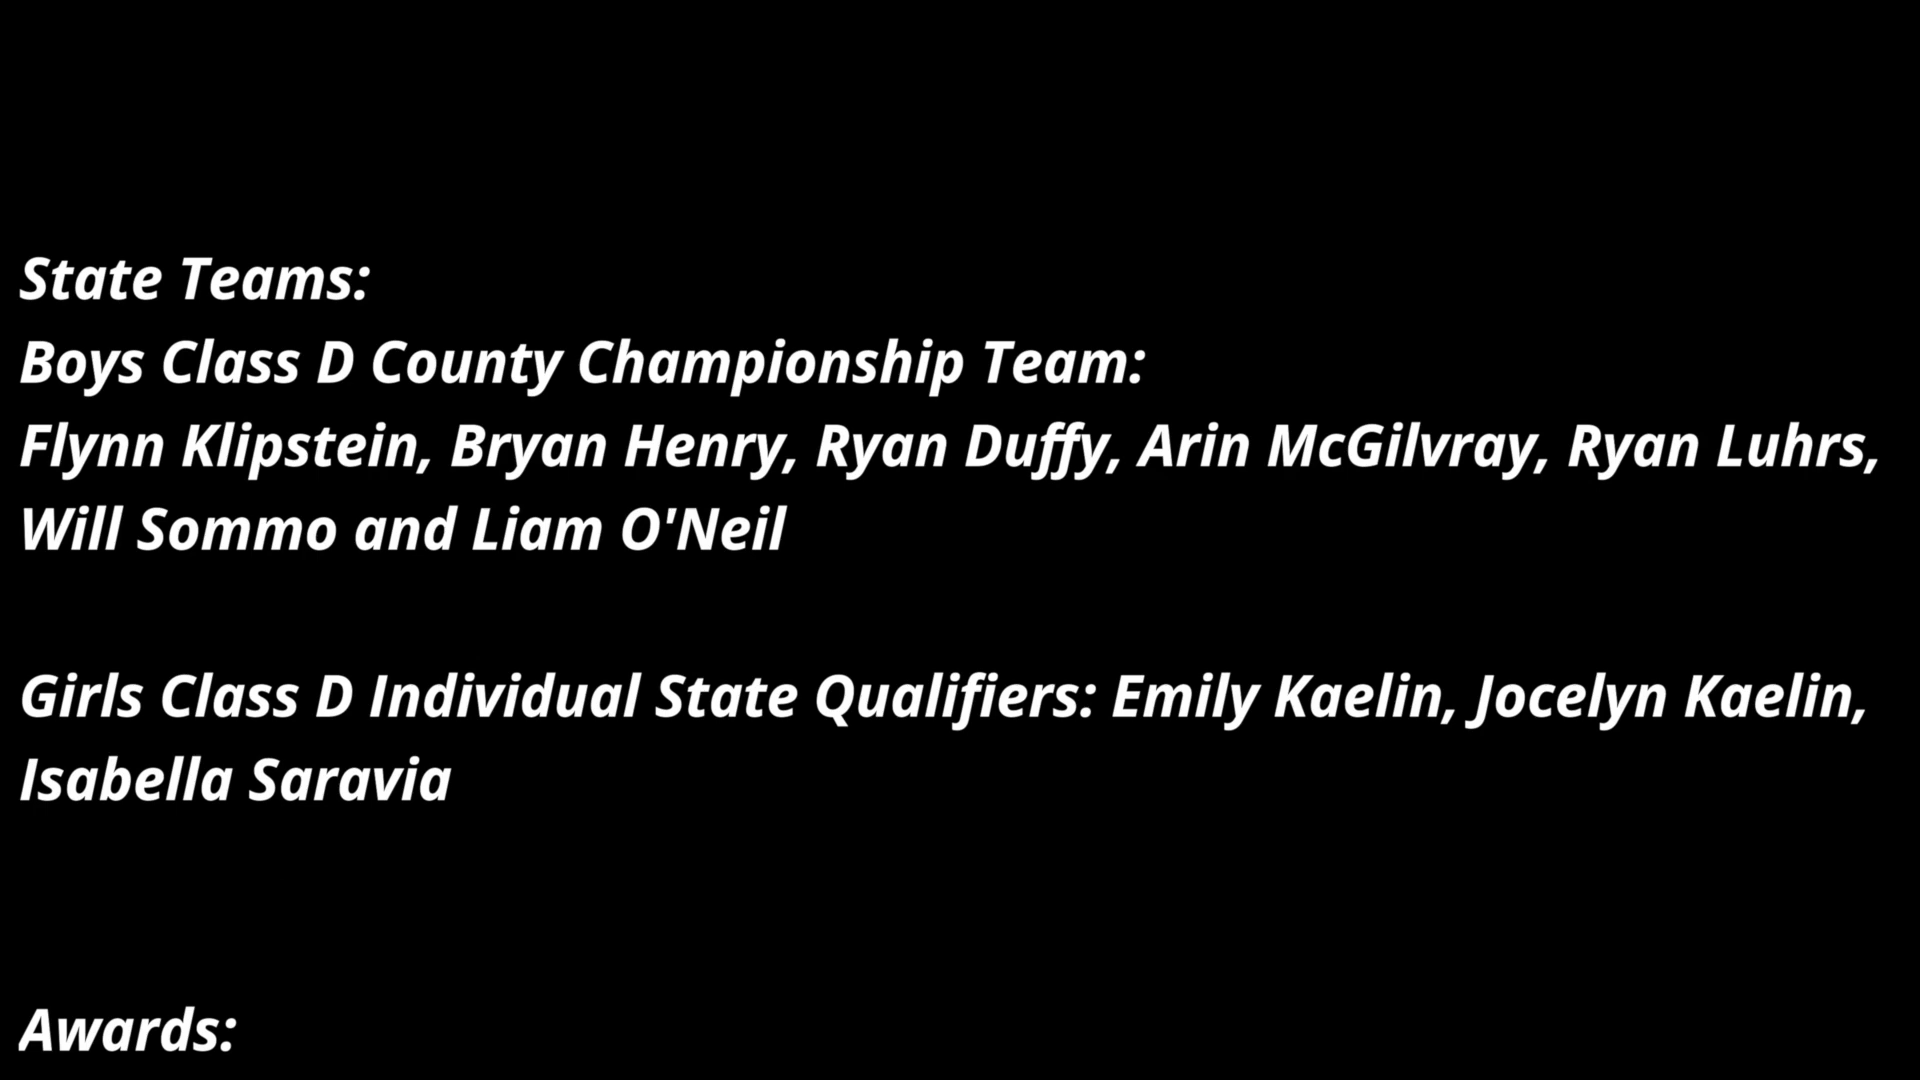 State Teams:
Boys Class D County Championship Team:
Flynn Klipstein, Bryan Henry, Ryan Duffy, Arin McGilvray, Ryan Luhrs,
Will Sommo and Liam O'Neil
Girls Class D Individual State Qualifiers: Emily Kaelin, Jocelyn Kaelin,
Isabella Saravia
Awards: